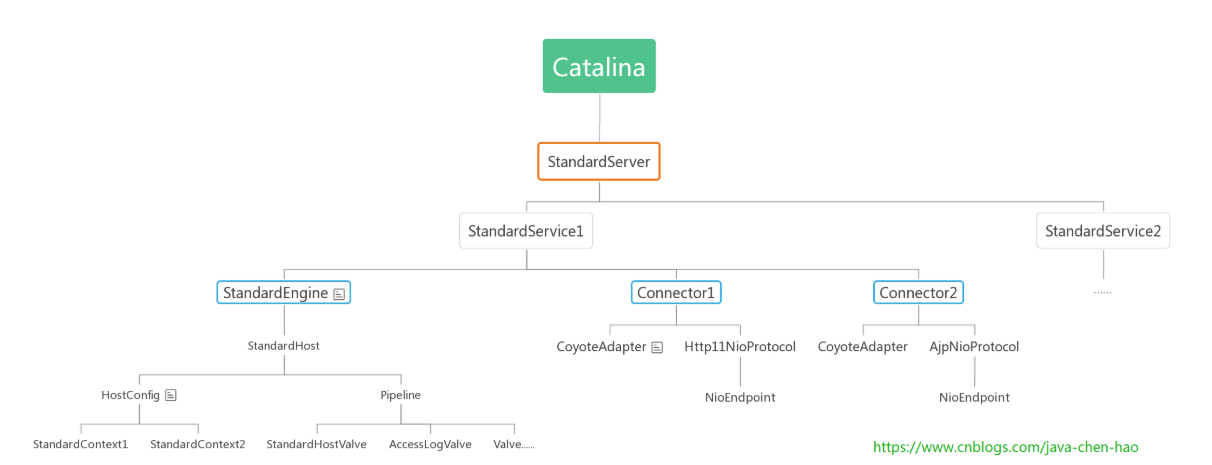 Catalina
StandardServer
StandardService1
StandardService2
StandardEngine
Connector1
Connector2
......
StandardHost
CoyoteAdapter
Http11NioProtocol
CoyoteAdapter
AjpNioProtocol
HostConfig
Pipeline
NioEndpoint
NioEndpoint
StandardContext1
StandardContext2
StandardHostValve
AccessLogValve
Valve......
https://www.cnblogs.com/java-chen-hao